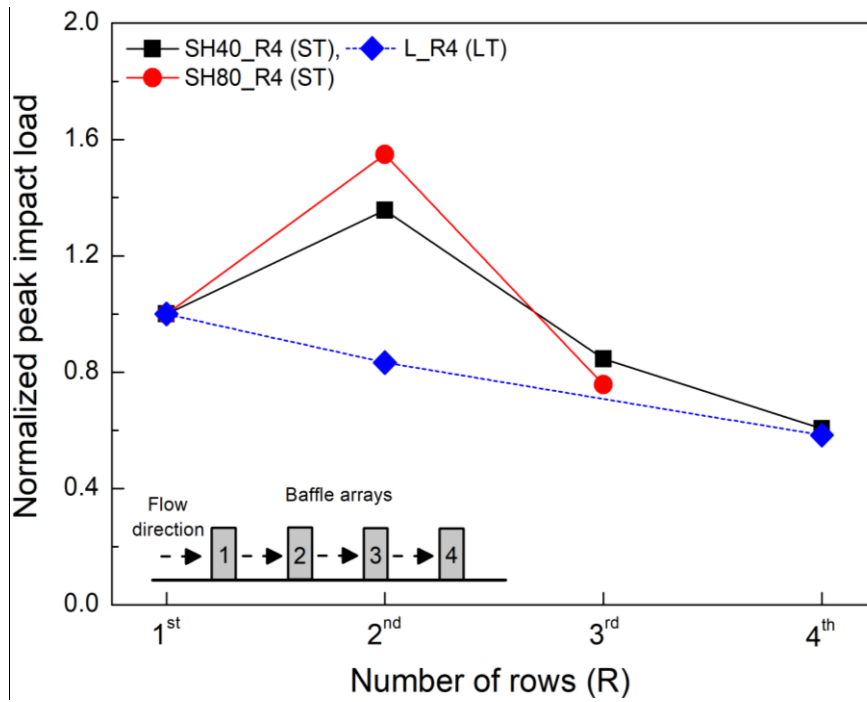 SH40_R4 (ST), L_R4 (LT)
SH80_R4 (ST)
Normalized peak impact load
2.0
1.6
1.2
0.8
0.4
0.0
Flow direction
Baffle arrays
1 2 3 4
1st 2nd 3rd 4th
Number of rows (R)